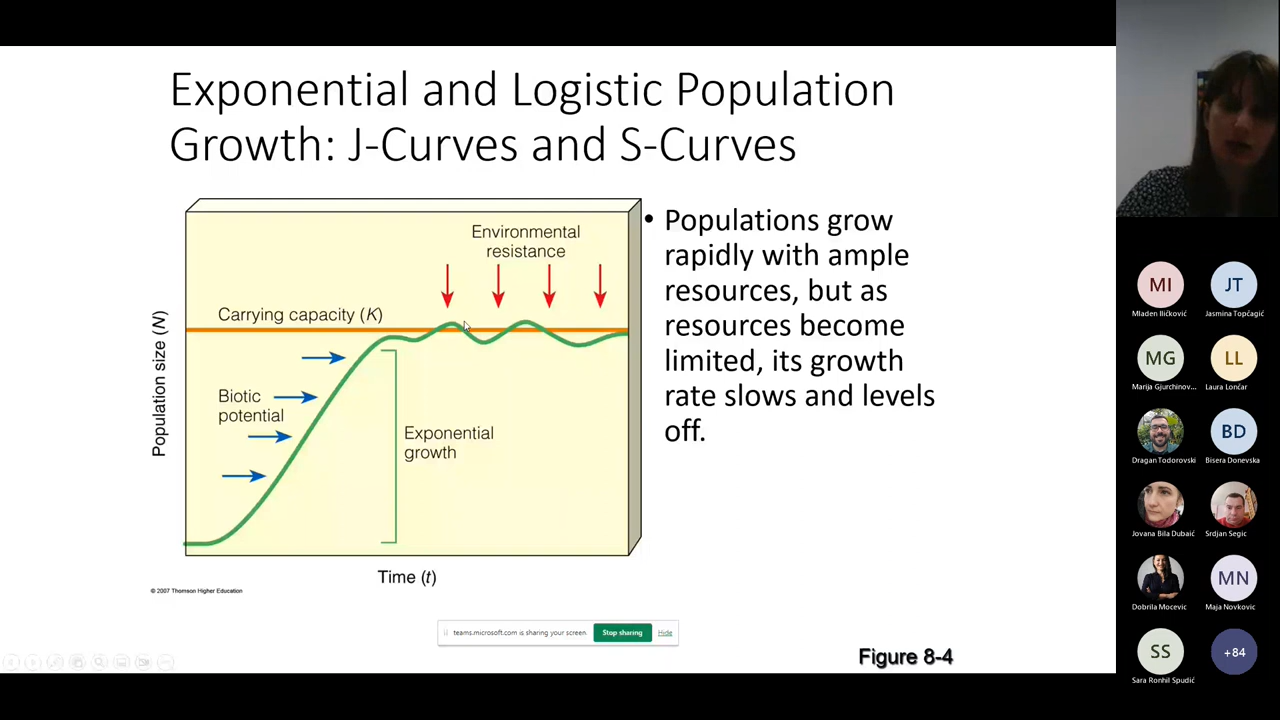 Exponential and Logistic Population
Growth: J-Curves and S-Curves
Environmental
resistance
Carrying capacity (K)
Biotic
potential
Exponential
growth
Population size (N)
Time (t)
© 2007 Thomson Higher Education
• Populations grow
rapidly with ample
resources, but as
resources become
limited, its growth
rate slows and levels
off.
teams.microsoft.com is sharing your screen.
Stop sharing
Hide
Figure 8-4
MI
Mladen Iličković
JT
Jasmina Topčagić
MG
Marija Gjurchinov...
LL
Laura Lončar
Dragan Todorovski
BD
Bisera Donevska
Jovana Bila Dubaić
Srdjan Segic
Dobrila Mocevic
MN
Maja Novkovic
SS
Sara Ronhil Spudić
+84